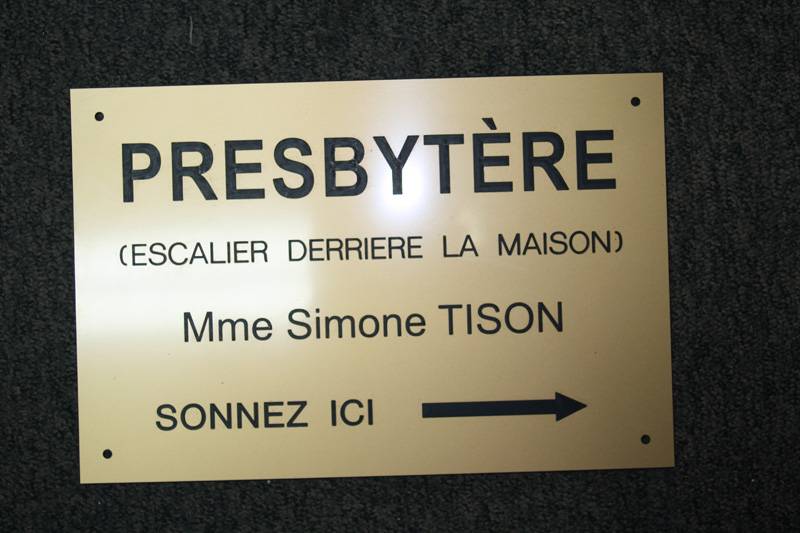 PRESBYTÈRE
(ESCALIER DERRIERE LA MAISON)
Mme Simone TISON
SONNEZ ICI